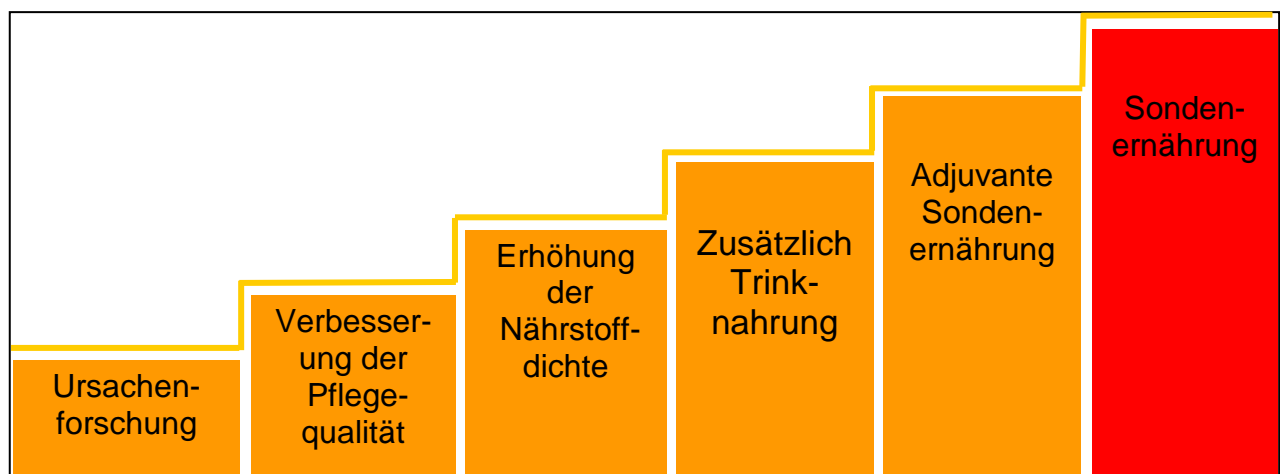 Ursachen-
forschung
Verbesser-
ung der
Pflege-
qualität
Erhöhung
der
Nährstoff-
dichte
Zusätzlich
Trink-
nahrung
Adjuvante
Sonden-
ernährung
Sonden-
ernährung